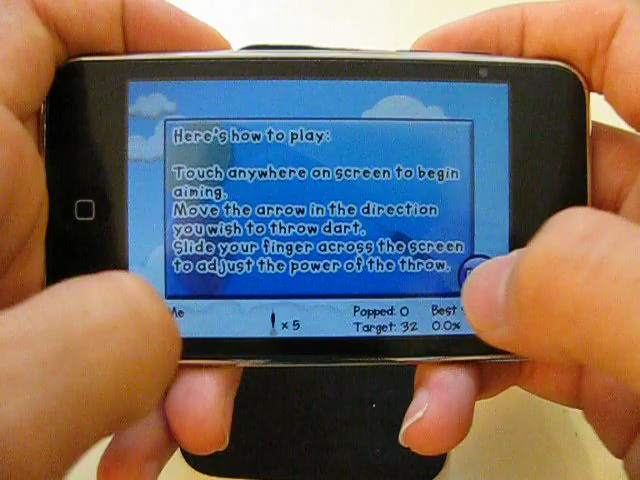 Here's how to play:
Touch anywhere on screen to begin
aiming.
Move the arrow in the direction
you wish to throw dart.
Slide your finger across the screen
to adjust the power of the throw.
x 5
Popped: 0
Target: 32
Best
0.0%